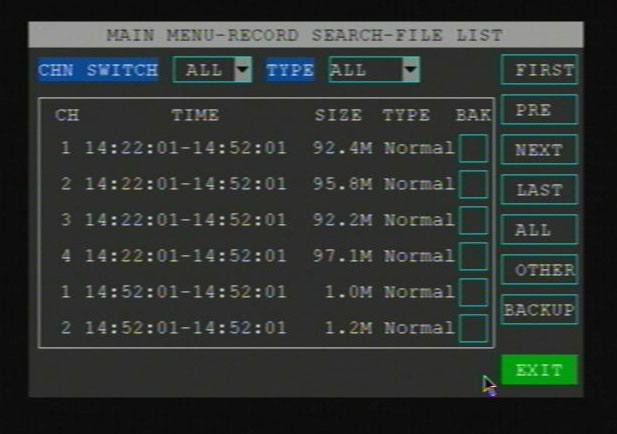 MAIN MENU-RECORD SEARCH-FILE LIST
CHN SWITCH ALL TYPE ALL FIRST
CH TIME SIZE TYPE BAK PRE
1 14:22:01-14:52:01 92.4M Normal NEXT
2 14:22:01-14:52:01 95.8M Normal LAST
3 14:22:01-14:52:01 92.2M Normal ALL
4 14:22:01-14:52:01 97.1M Normal OTHER
1 14:52:01-14:52:01 1.0M Normal BACKUP
2 14:52:01-14:52:01 1.2M Normal
EXIT